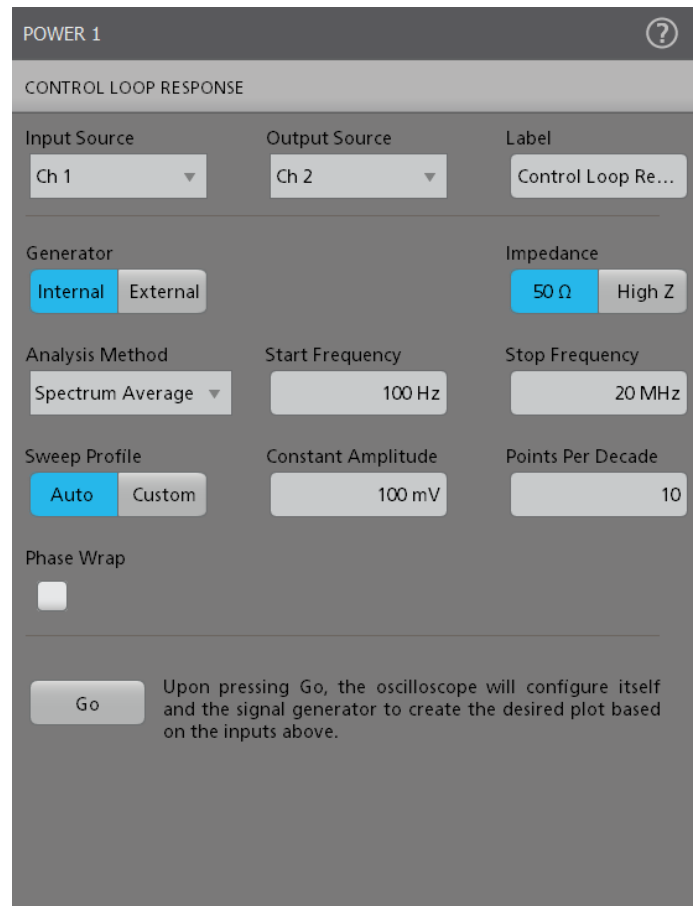 POWER 1 ?
CONTROL LOOP RESPONSE
Input Source Output Source Label
Ch 1 Ch 2 Control Loop Re...
Generator Impedance
Internal External 50 Ω High Z
Analysis Method Start Frequency Stop Frequency
Spectrum Average 100 Hz 20 MHz
Sweep Profile Constant Amplitude Points Per Decade
Auto Custom 100 mV 10
Phase Wrap
Go
Upon pressing Go, the oscilloscope will configure itself
and the signal generator to create the desired plot based
on the inputs above.